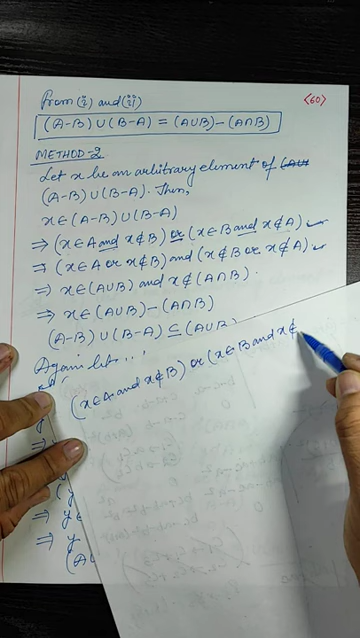 From (i) and (ii)
<60>
(A-B) ∪ (B-A) = (A∪B) - (A∩B)
METHOD-2
Let x be an arbitrary element of
(A-B) ∪ (B-A). Then,
x ∈ (A-B) ∪ (B-A)
⇒ (x∈A and x∉B) or (x∈B and x∉A)
⇒ (x∈A or x∈B) and (x∉B or x∉A)
⇒ x∈(A∪B) and x∉(A∩B).
⇒ x∈(A∪B) - (A∩B)
(A-B) ∪ (B-A) ⊆ (A∪B)
Again let
(x∈A and x∉B) or (x∈B and x∉
⇒ y ∈
⇒ y
(A∪